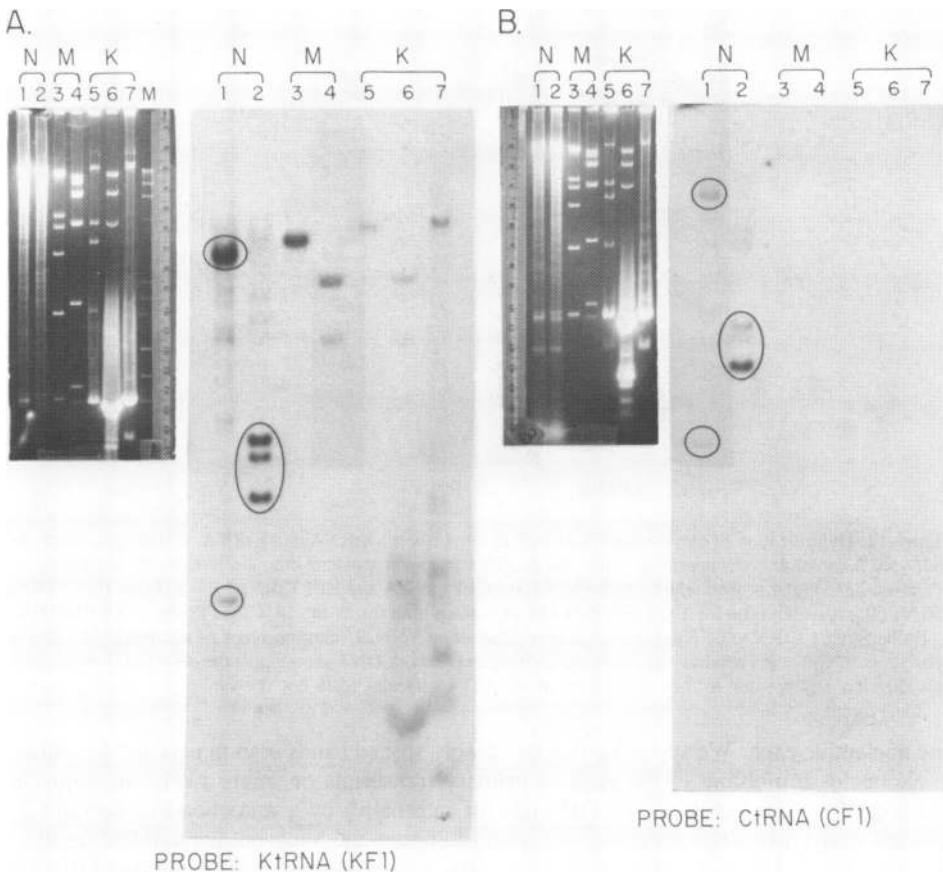 A.
N M K
1 2 3 4 5 6 7 M
N M K
1 2 3 4 5 6 7
PROBE: KtRNA (KF1)
B.
N M K
1 2 3 4 5 6 7
N M K
1 2 3 4 5 6 7
PROBE: CtRNA (CF1)